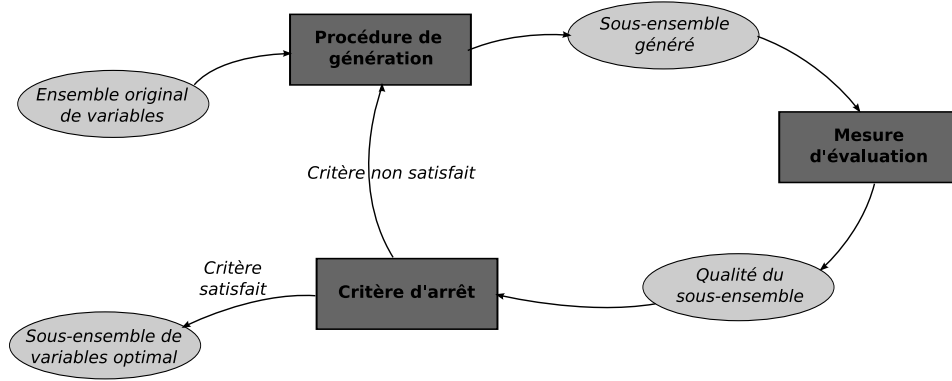 Procédure de
génération
Sous-ensemble
généré
Ensemble original
de variables
Mesure
d'évaluation
Critère non satisfait
Critère
satisfait
Critère d'arrêt
Qualité du
sous-ensemble
Sous-ensemble de
variables optimal